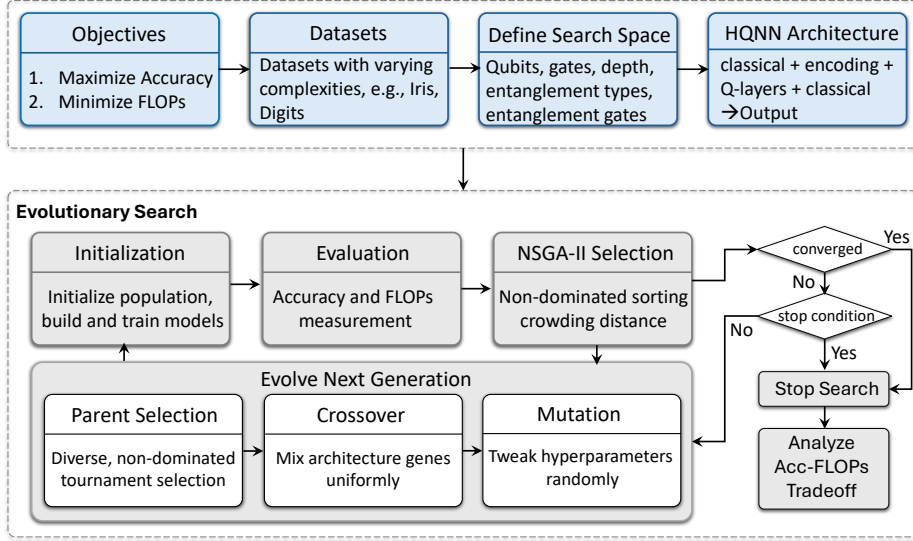 Objectives
1. Maximize Accuracy
2. Minimize FLOPs
Datasets
Datasets with varying
complexities, e.g., Iris,
Digits
Define Search Space
Qubits, gates, depth,
entanglement types,
entanglement gates
HQNN Architecture
classical + encoding +
Q-layers + classical
→Output
Evolutionary Search
Initialization
Initialize population,
build and train models
Evaluation
Accuracy and FLOPs
measurement
NSGA-II Selection
Non-dominated sorting
crowding distance
converged
Yes
No
stop condition
No
Yes
Stop Search
Analyze
Acc-FLOPs
Tradeoff
Evolve Next Generation
Parent Selection
Diverse, non-dominated
tournament selection
Crossover
Mix architecture genes
uniformly
Mutation
Tweak hyperparameters
randomly